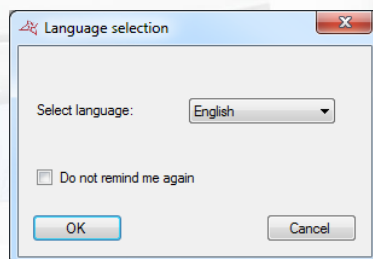 Language selection
Select language: English
Do not remind me again
OK Cancel